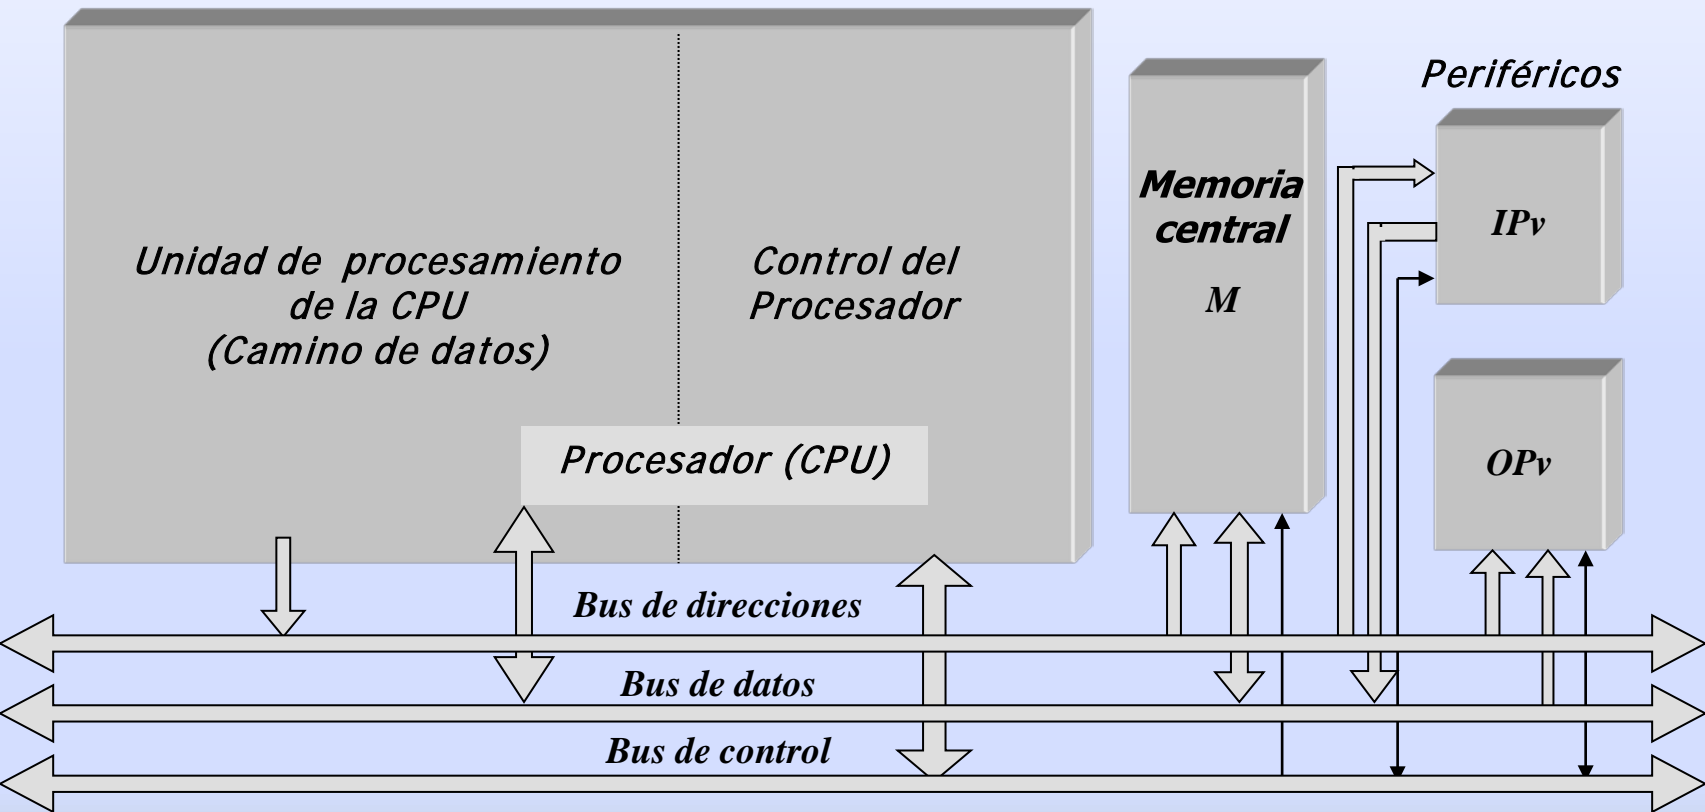 Unidad de procesamiento
de la CPU
(Camino de datos)
Control del
Procesador
Procesador (CPU)
Memoria
central
M
Periféricos
IPv
OPv
Bus de direcciones
Bus de datos
Bus de control